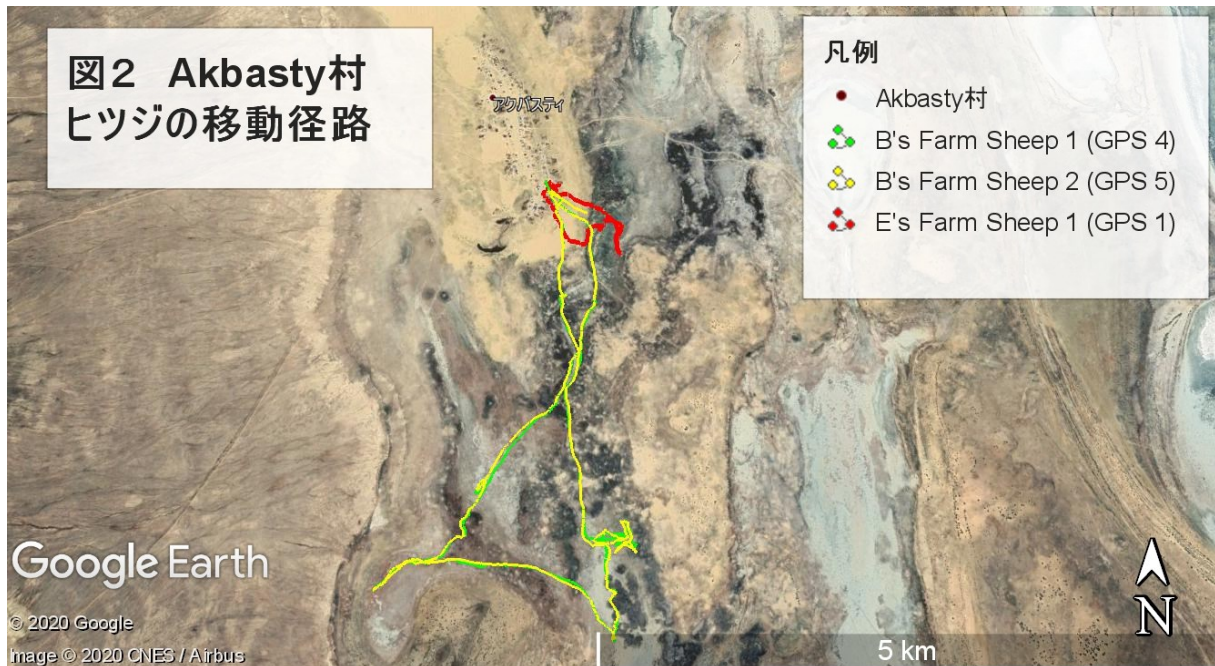 図2 Akbasty村
ヒツジの移動径路
アクバスティ
凡例
Akbasty村
B's Farm Sheep 1 (GPS 4)
B's Farm Sheep 2 (GPS 5)
E's Farm Sheep 1 (GPS 1)
Google Earth
© 2020 Google
Image © 2020 CNES / Airbus
N
5 km